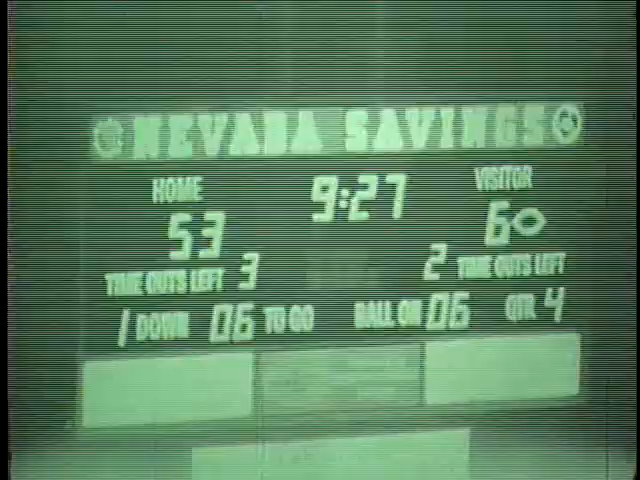 NEVADA SAVINGS
HOME 9:27 VISITOR
53 6
TIME OUTS LEFT 3 2 TIME OUTS LEFT
1 DOWN 06 TO GO BALL ON 06 QTR 4